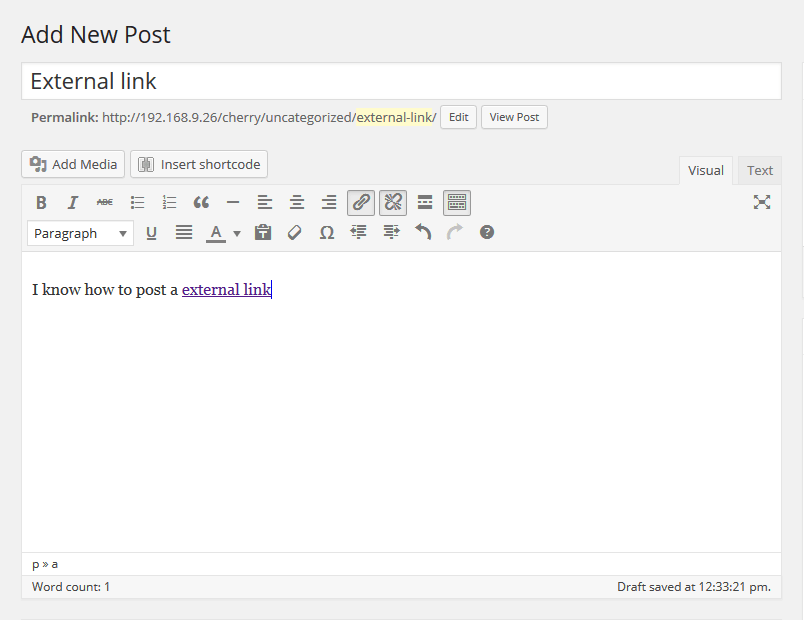 Add New Post
External link
Permalink: http://192.168.9.26/cherry/uncategorized/external-link/ Edit View Post
Add Media Insert shortcode Visual Text
B I ABC
Paragraph U A T Ω ?
I know how to post a external link
p » a
Word count: 1 Draft saved at 12:33:21 pm.